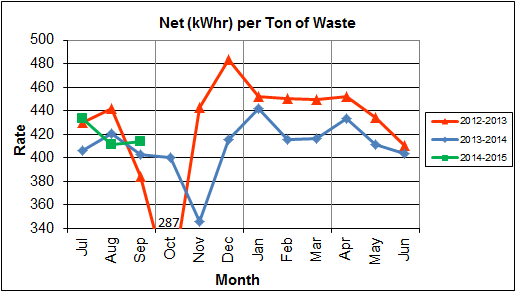 Net (kWhr) per Ton of Waste
500
480
460
440
420
400
380
360
340
Rate
287
Jul
Aug
Sep
Oct
Nov
Dec
Jan
Feb
Mar
Apr
May
Jun
Month
2012-2013
2013-2014
2014-2015